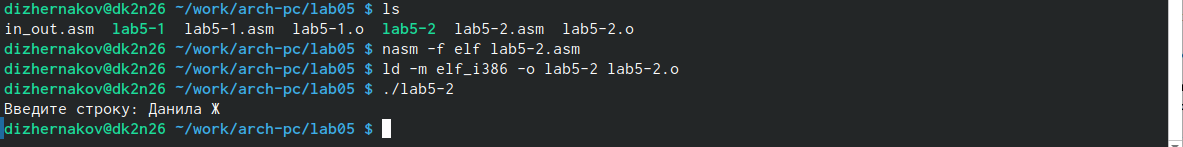 dizhernakov@dk2n26 ~/work/arch-pc/lab05 $ ls
in_out.asm lab5-1 lab5-1.asm lab5-1.o lab5-2 lab5-2.asm lab5-2.o
dizhernakov@dk2n26 ~/work/arch-pc/lab05 $ nasm -f elf lab5-2.asm
dizhernakov@dk2n26 ~/work/arch-pc/lab05 $ ld -m elf_i386 -o lab5-2 lab5-2.o
dizhernakov@dk2n26 ~/work/arch-pc/lab05 $ ./lab5-2
Введите строку: Данила Ж
dizhernakov@dk2n26 ~/work/arch-pc/lab05 $